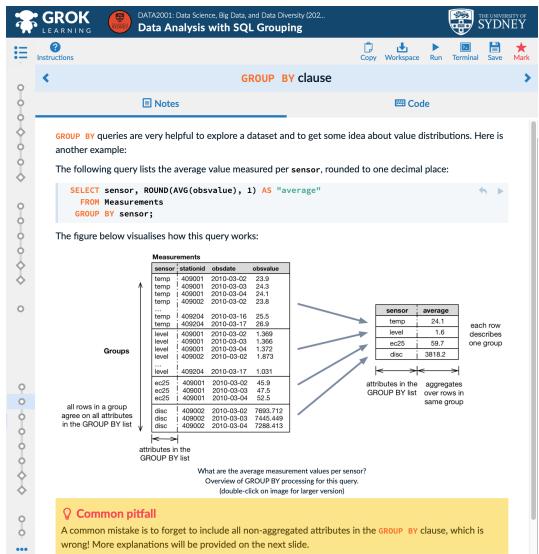 GROK
LEARNING
DATA2001: Data Science, Big Data, and Data Diversity (202...
Data Analysis with SQL Grouping
THE UNIVERSITY OF
SYDNEY
Instructions
Copy Workspace Run Terminal Save Mark
GROUP BY clause
Notes
Code
GROUP BY queries are very helpful to explore a dataset and to get some idea about value distributions. Here is
another example:
The following query lists the average value measured per sensor, rounded to one decimal place:
SELECT sensor, ROUND(AVG(obsvalue), 1) AS "average"
FROM Measurements
GROUP BY sensor;
The figure below visualises how this query works:
Measurements
sensor stationid obsdate obsvalue
temp 409001 2010-03-02 23.9
temp 409001 2010-03-03 24.3
temp 409001 2010-03-04 24.1
temp 409002 2010-03-02 23.8
...
temp 409204 2010-03-16 25.5
temp 409204 2010-03-17 26.9
level 409001 2010-03-02 1.369
level 409001 2010-03-03 1.366
level 409001 2010-03-04 1.372
level 409002 2010-03-02 1.873
...
level 409204 2010-03-17 1.031
ec25 409001 2010-03-02 45.9
ec25 409001 2010-03-03 47.5
ec25 409001 2010-03-04 52.5
disc 409002 2010-03-02 7693.712
disc 409002 2010-03-03 7445.449
disc 409002 2010-03-04 7288.413
Groups
all rows in a group
agree on all attributes
in the GROUP BY list
attributes in the
GROUP BY list
sensor average
temp 24.1
level 1.6
ec25 59.7
disc 3818.2
each row
describes
one group
attributes in the
GROUP BY list
aggregates
over rows in
same group
What are the average measurement values per sensor?
Overview of GROUP BY processing for this query.
(double-click on image for larger version)
Common pitfall
A common mistake is to forget to include all non-aggregated attributes in the GROUP BY clause, which is
wrong! More explanations will be provided on the next slide.